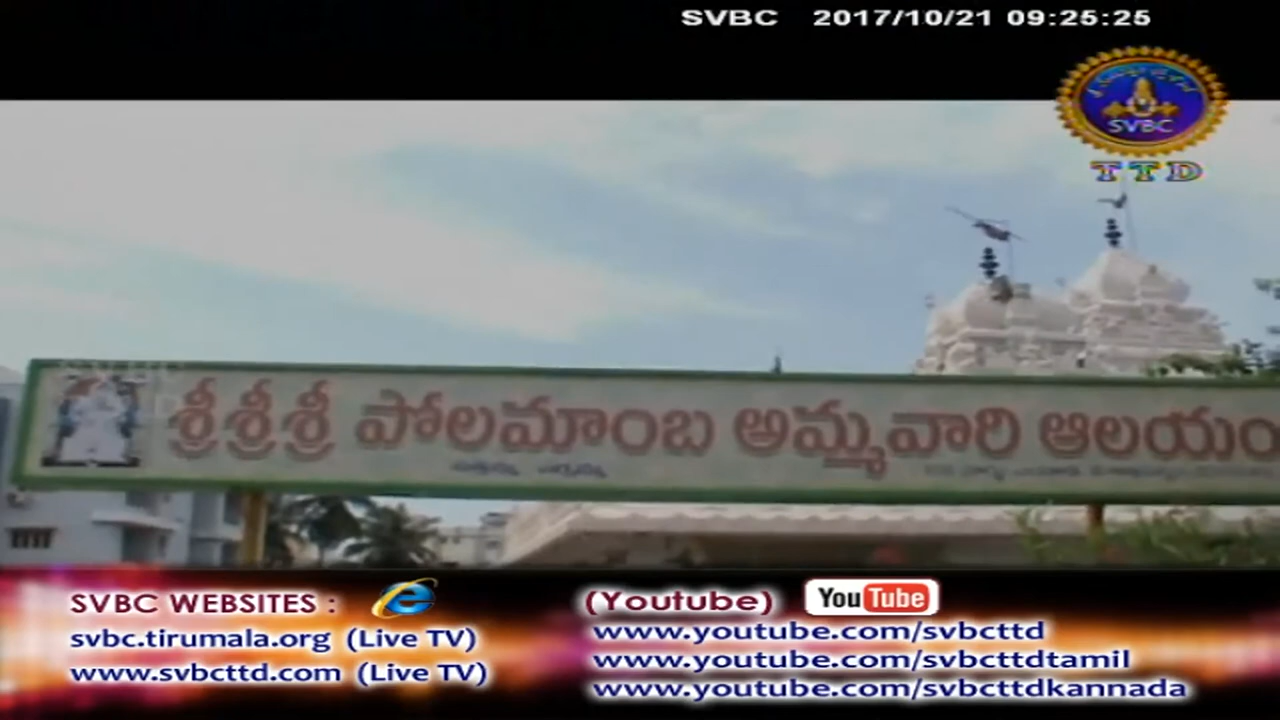 SVBC 2017/10/21 09:25:25
SVBC
TTD
శ్రీశ్రీశ్రీ పోలమాంబ అమ్మవారి ఆలయం
SVBC WEBSITES :
svbc.tirumala.org (Live TV)
www.svbcttd.com (Live TV)
(Youtube) YouTube
www.youtube.com/svbcttd
www.youtube.com/svbcttdtamil
www.youtube.com/svbcttdkannada